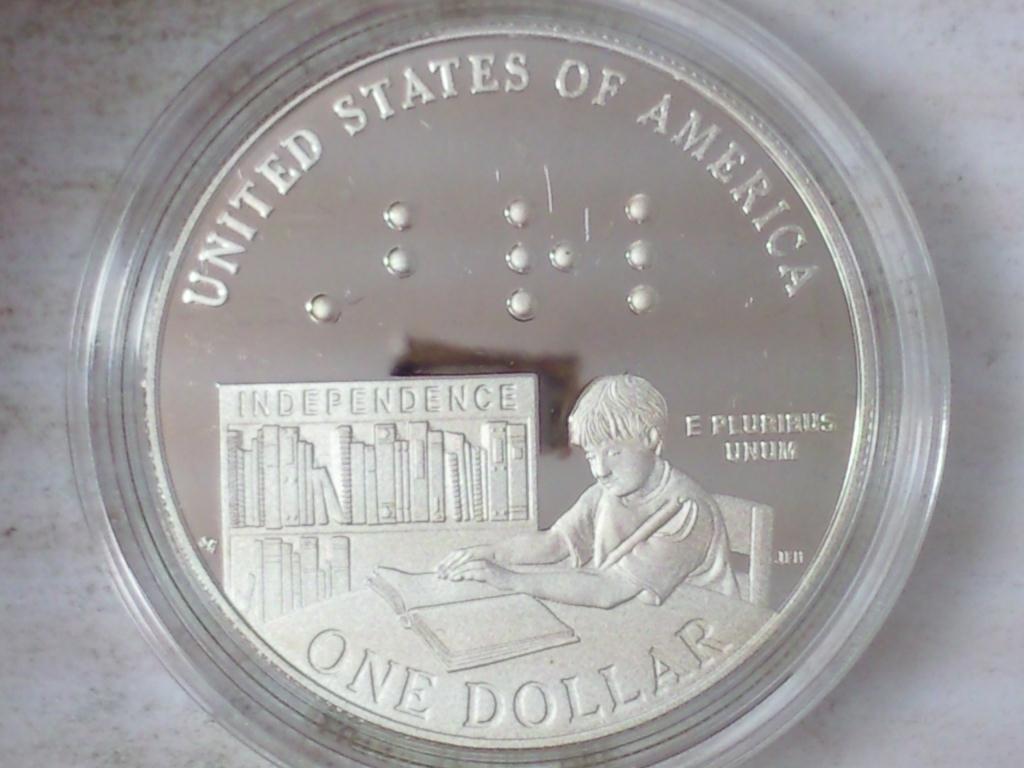 UNITED STATES OF AMERICA
⠠⠃⠗⠇
INDEPENDENCE
E PLURIBUS
UNUM
ONE DOLLAR